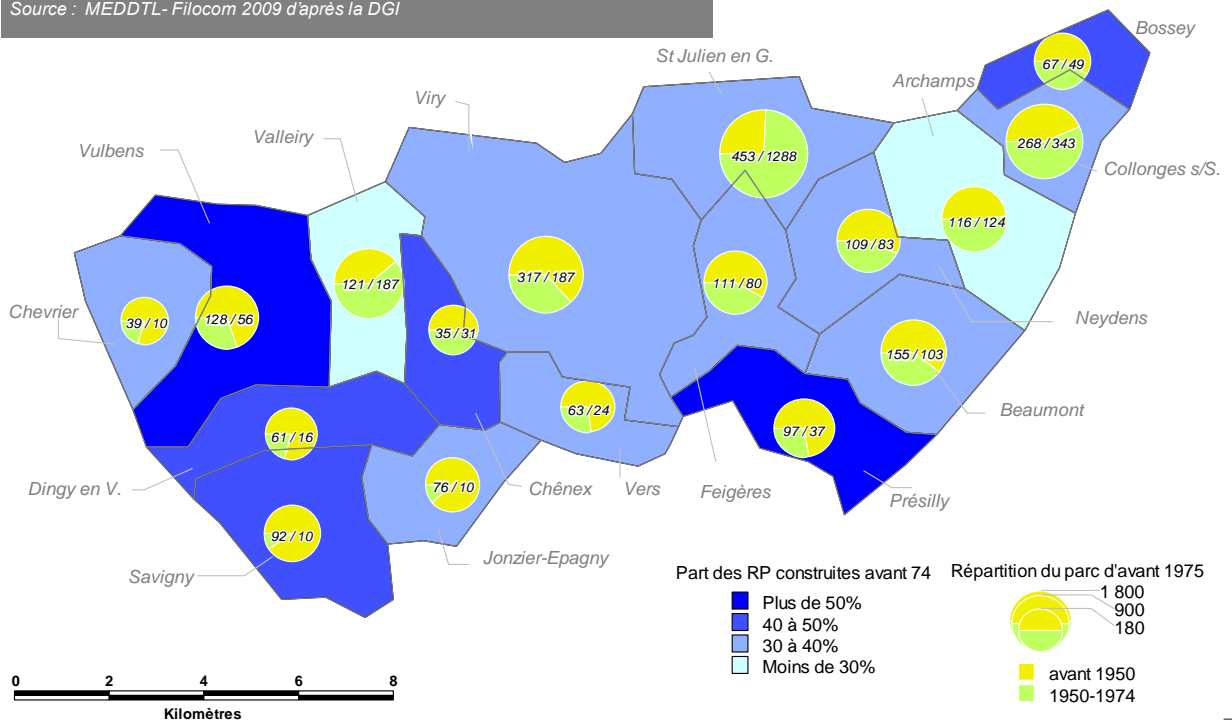 Source : MEDDTL- Filocom 2009 d'après la DGI
Bossey
67 / 49
St Julien en G.
Archamps
Viry
268 / 343
Collonges s/S.
Valleiry
Vulbens
453 / 1288
116 / 124
109 / 83
317 / 187
111 / 80
121 / 187
Chevrier
39 / 10
128 / 56
35 / 31
Neydens
155 / 103
63 / 24
Beaumont
97 / 37
61 / 16
Dingy en V.
76 / 10
Chênex
Vers
Feigères
Présilly
92 / 10
Savigny
Jonzier-Epagny
Part des RP construites avant 74
Plus de 50%
40 à 50%
30 à 40%
Moins de 30%
Répartition du parc d'avant 1975
1 800
900
180
avant 1950
1950-1974
0 2 4 6 8
Kilomètres